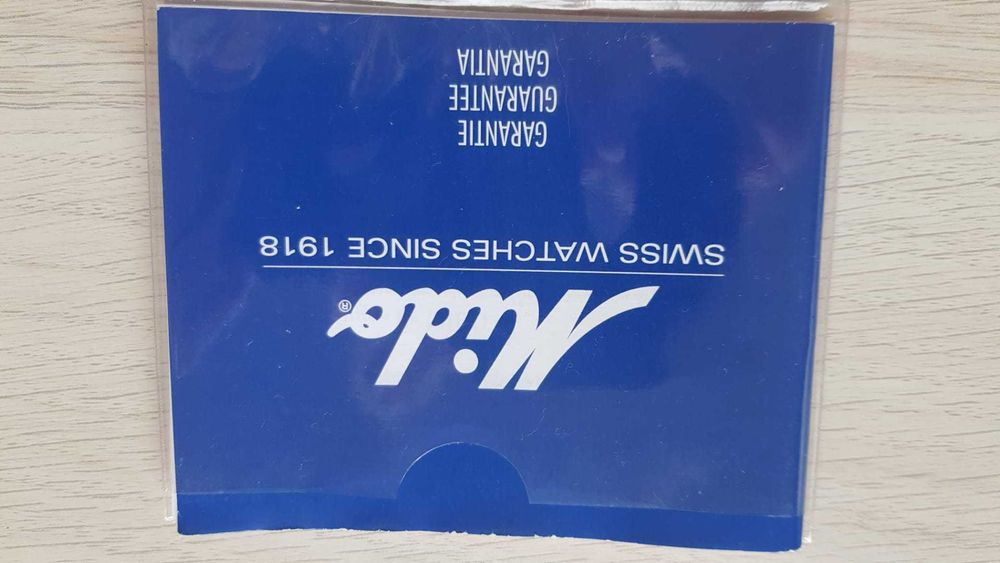 Mido®
SWISS WATCHES SINCE 1918
GARANTIE
GUARANTEE
GARANTIA